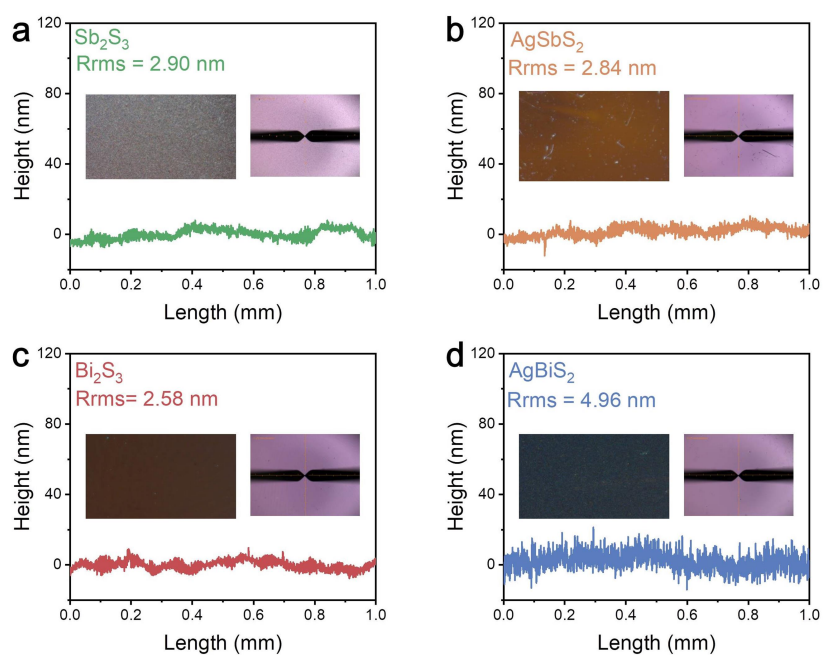 a
Sb₂S₃
Rrms = 2.90 nm
Height (nm)
120
80
40
0
0.0 0.2 0.4 0.6 0.8 1.0
Length (mm)
b
AgSbS₂
Rrms = 2.84 nm
Height (nm)
120
80
40
0
0.0 0.2 0.4 0.6 0.8 1.0
Length (mm)
c
Bi₂S₃
Rrms= 2.58 nm
Height (nm)
120
80
40
0
0.0 0.2 0.4 0.6 0.8 1.0
Length (mm)
d
AgBiS₂
Rrms = 4.96 nm
Height (nm)
120
80
40
0
0.0 0.2 0.4 0.6 0.8 1.0
Length (mm)